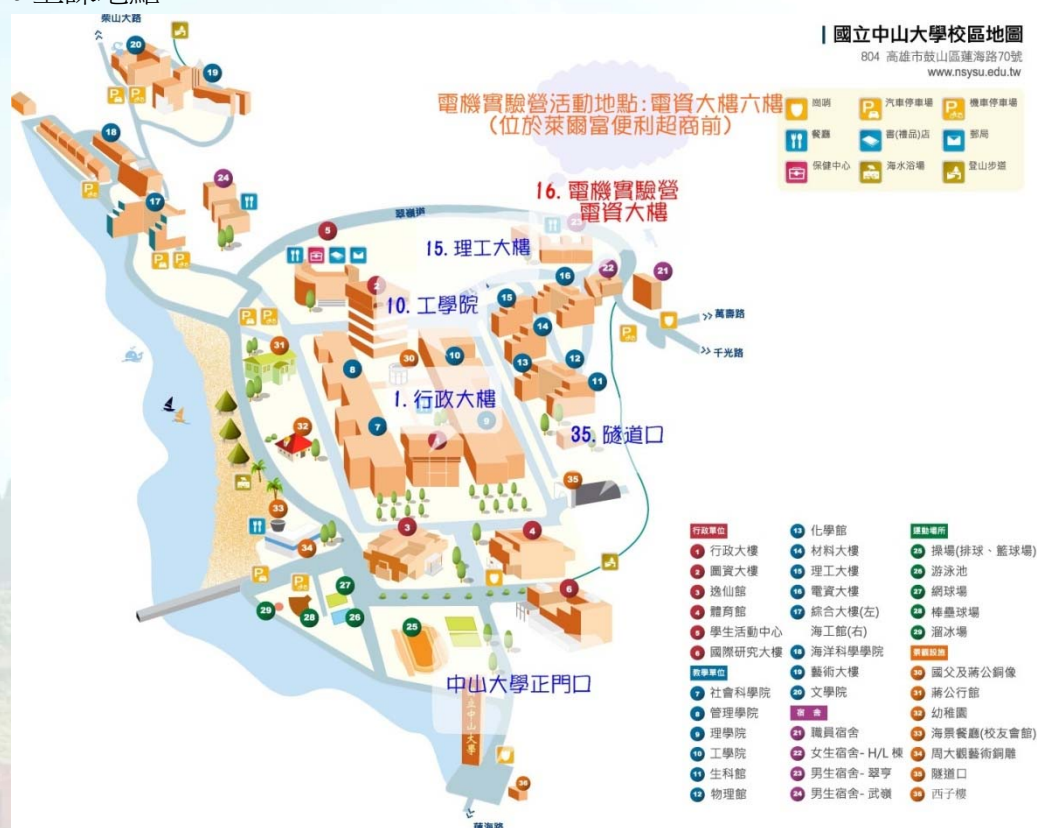 柴山大路
國立中山大學校區地圖
804 高雄市鼓山區蓮海路70號
www.nsysu.edu.tw
崗哨
汽車停車場
機車停車場
餐廳
書(禮品)店
郵局
保健中心
海水浴場
登山步道
電機實驗營活動地點:電資大樓六樓
(位於萊爾富便利超商前)
16. 電機實驗營
電資大樓
翠嶺道
15. 理工大樓
10. 工學院
1. 行政大樓
35. 隧道口
萬壽路
千光路
中山大學正門口
立中山大學
蓮海路
行政單位
1 行政大樓
2 圖資大樓
3 逸仙館
4 體育館
5 學生活動中心
6 國際研究大樓
教學單位
7 社會科學院
8 管理學院
9 理學院
10 工學院
11 生科館
12 物理館
13 化學館
14 材料大樓
15 理工大樓
16 電資大樓
17 綜合大樓(左)
海工館(右)
18 海洋科學學院
19 藝術大樓
20 文學院
宿舍
21 職員宿舍
22 女生宿舍- H/L 棟
23 男生宿舍- 翠亨
24 男生宿舍- 武嶺
運動場所
25 操場(排球、籃球場)
26 游泳池
27 網球場
28 棒壘球場
29 溜冰場
景觀設施
30 國父及蔣公銅像
31 蔣公行館
32 幼稚園
33 海景餐廳(校友會館)
34 周大觀藝術銅雕
35 隧道口
36 西子樓